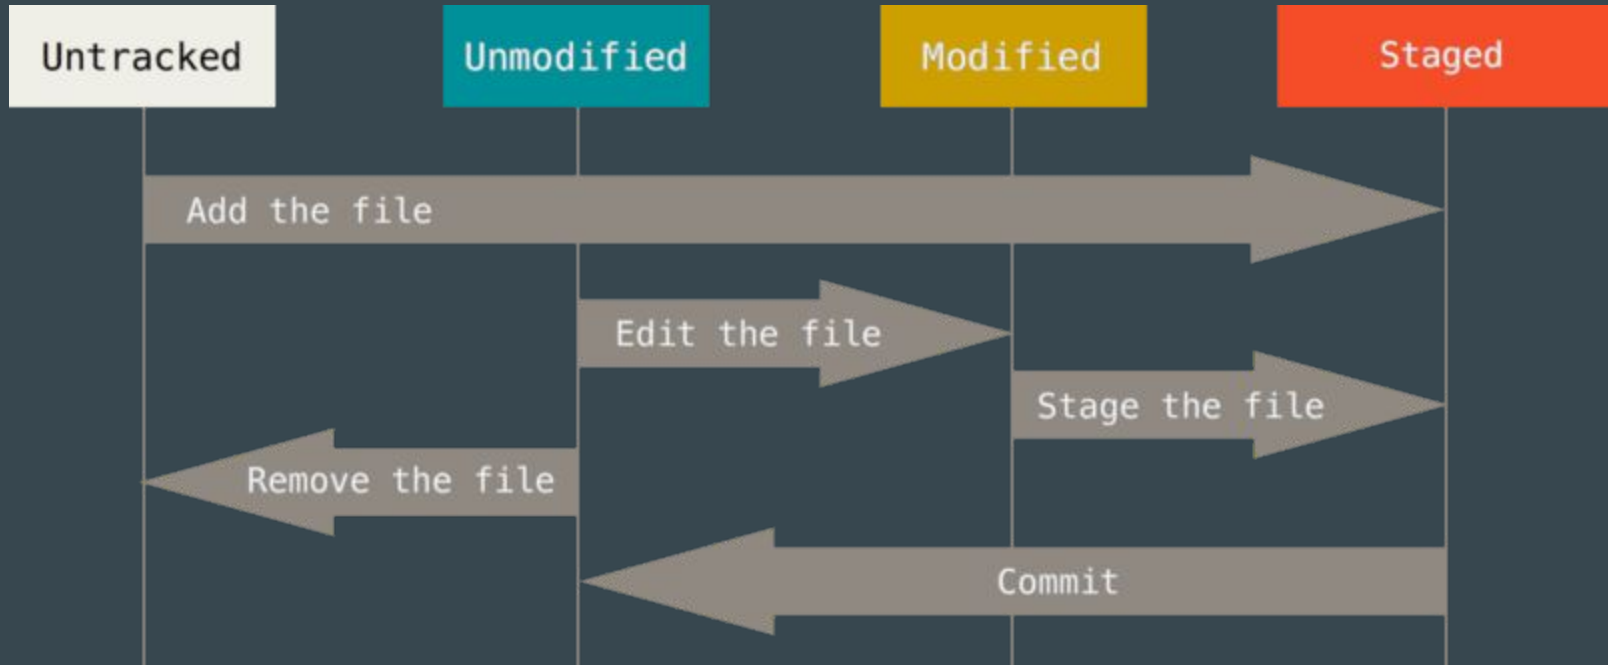 Untracked
Unmodified
Modified
Staged
Add the file
Edit the file
Stage the file
Remove the file
Commit